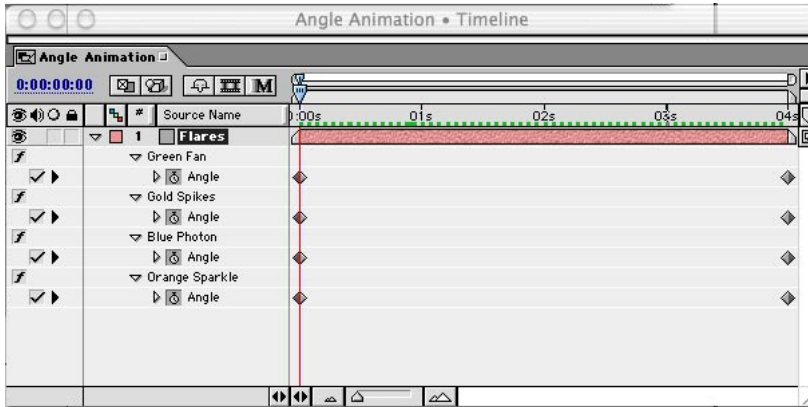 Angle Animation • Timeline
Angle Animation
0:00:00:00 M
# Source Name 0:00s 01s 02s 03s 04s
1 Flares
f Green Fan
Angle
f Gold Spikes
Angle
f Blue Photon
Angle
f Orange Sparkle
Angle